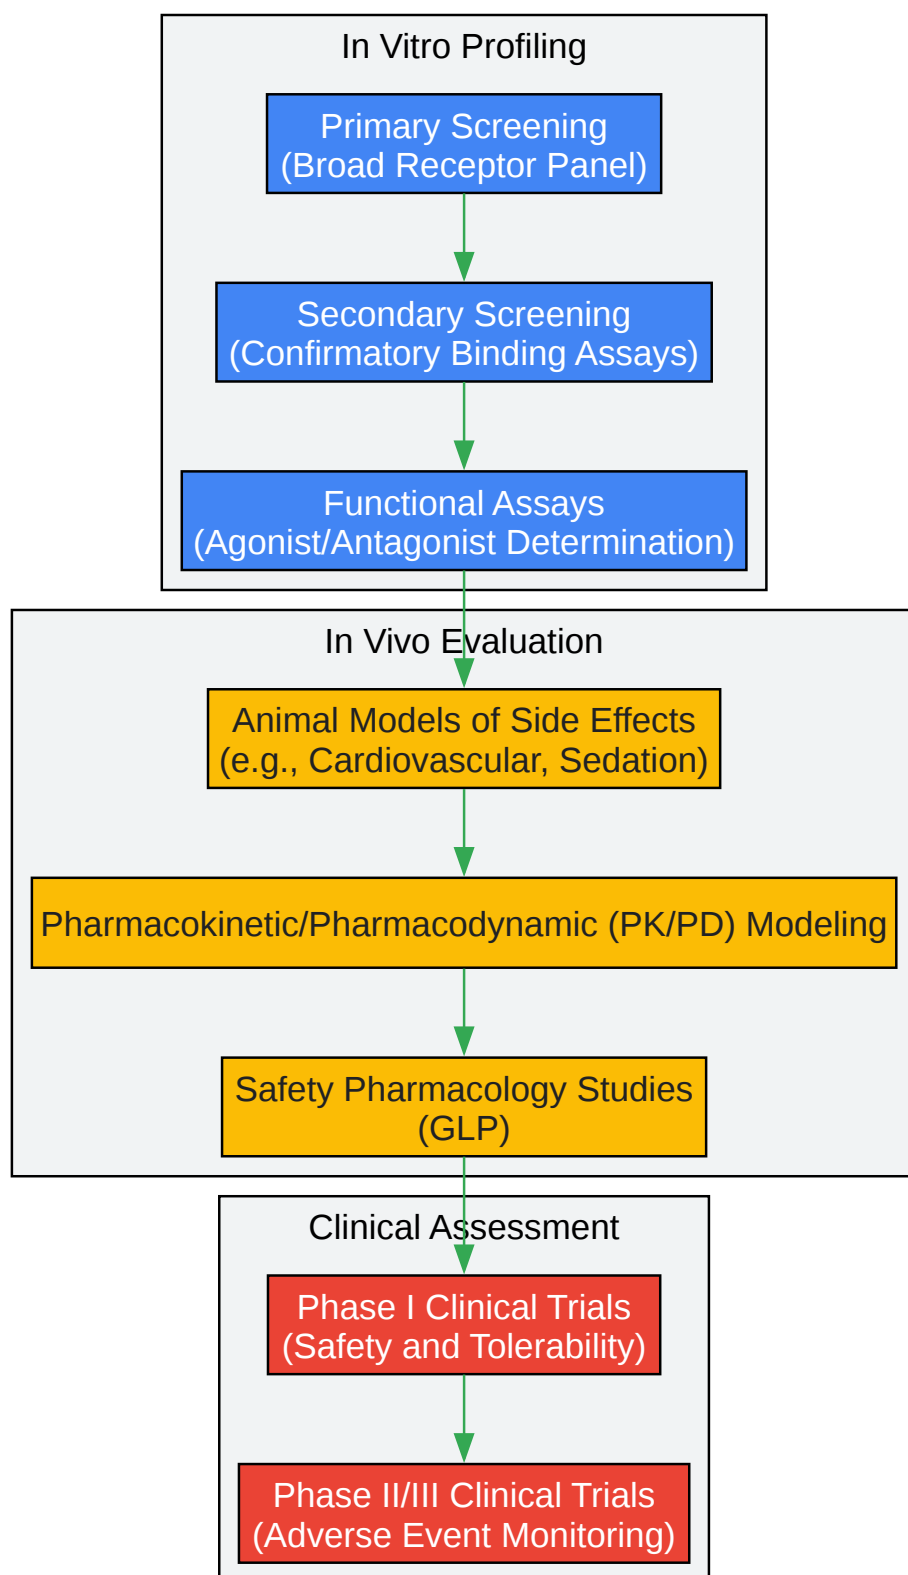 In Vitro Profiling
Primary Screening
(Broad Receptor Panel)
Secondary Screening
(Confirmatory Binding Assays)
Functional Assays
(Agonist/Antagonist Determination)
In Vivo Evaluation
Animal Models of Side Effects
(e.g., Cardiovascular, Sedation)
Pharmacokinetic/Pharmacodynamic (PK/PD) Modeling
Safety Pharmacology Studies
(GLP)
Clinical Assessment
Phase I Clinical Trials
(Safety and Tolerability)
Phase II/III Clinical Trials
(Adverse Event Monitoring)